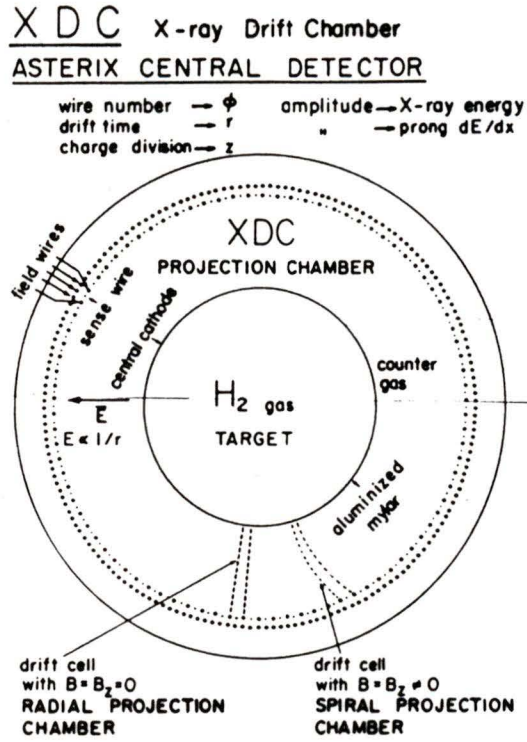 XDC X-ray Drift Chamber
ASTERIX CENTRAL DETECTOR
wire number → ϕ
drift time → r
charge division → z
amplitude → X-ray energy
" → prong dE/dx
field wires
sense wire
XDC
PROJECTION CHAMBER
central cathode
counter
gas
H₂ gas
TARGET
E
E ∝ 1/r
aluminized
mylar
drift cell
with B = B_z = 0
RADIAL PROJECTION
CHAMBER
drift cell
with B = B_z ≠ 0
SPIRAL PROJECTION
CHAMBER